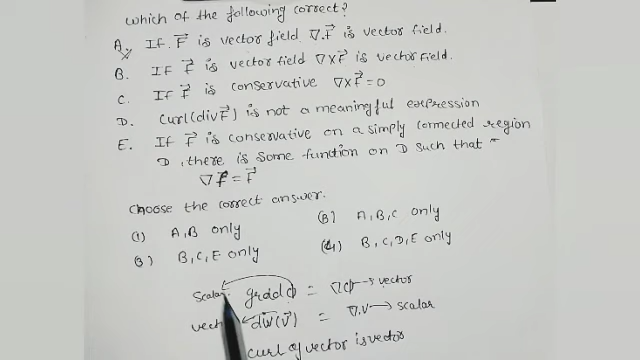 Which of the following correct?
A. If F⃗ is vector field ∇.F⃗ is vector field.
B. If F⃗ is vector field ∇×F⃗ is vector field.
C. If F⃗ is conservative ∇×F⃗=0
D. Curl(div F⃗) is not a meaningful expression
E. If F⃗ is conservative on a simply connected region
D, there is some function on D such that
∇F⃗ = F⃗
Choose the correct answer.
(1) A,B only
(2) A,B,C only
(3) B,C,E only
(4) B,C,D,E only
grad ϕ = ∇ϕ → vector
(V⃗) = ∇.V → scalar
curl of vector is vector